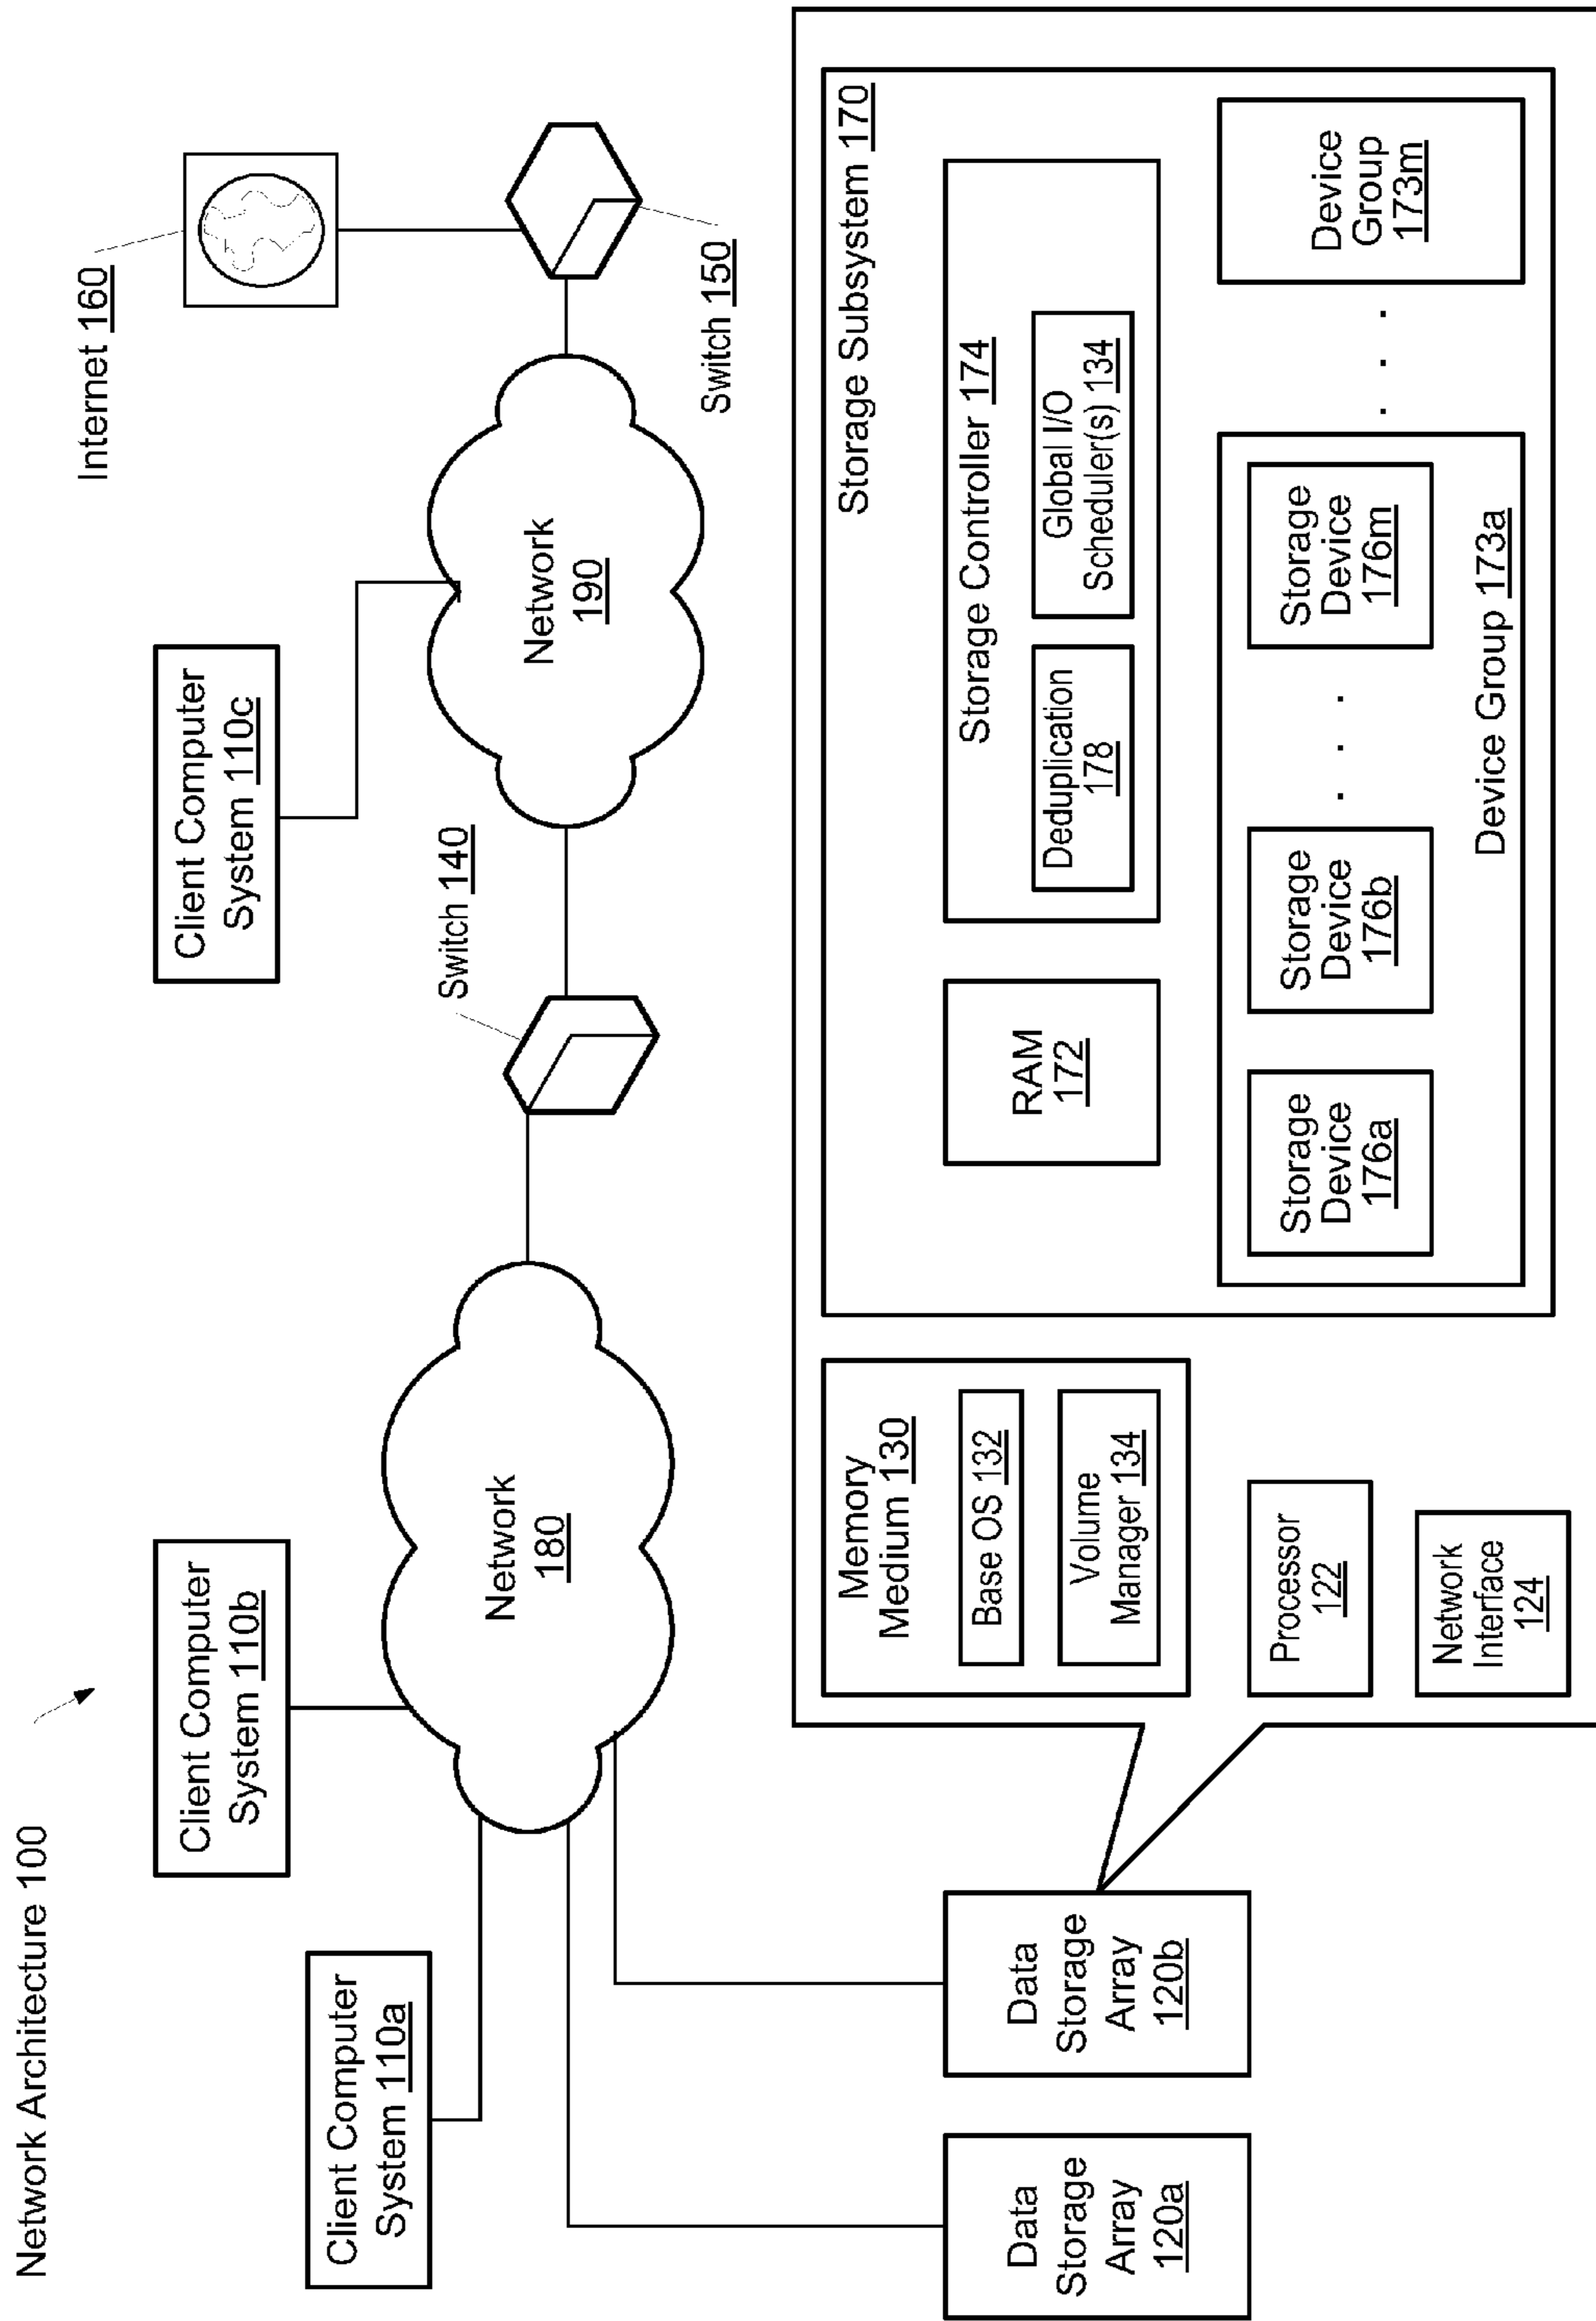 Network Architecture 100
Internet 160
Client Computer
System 110c
Client Computer
System 110b
Client Computer
System 110a
Switch 140
Switch 150
Network
180
Network
190
Data
Storage
Array
120a
Data
Storage
Array
120b
Memory
Medium 130
Base OS 132
Volume
Manager 134
Processor
122
Network
Interface
124
Storage Subsystem 170
RAM
172
Storage Controller 174
Deduplication
178
Global I/O
Scheduler(s) 134
Storage
Device
176a
Storage
Device
176b
. . .
Storage
Device
176m
Device Group 173a
. . .
Device
Group
173m